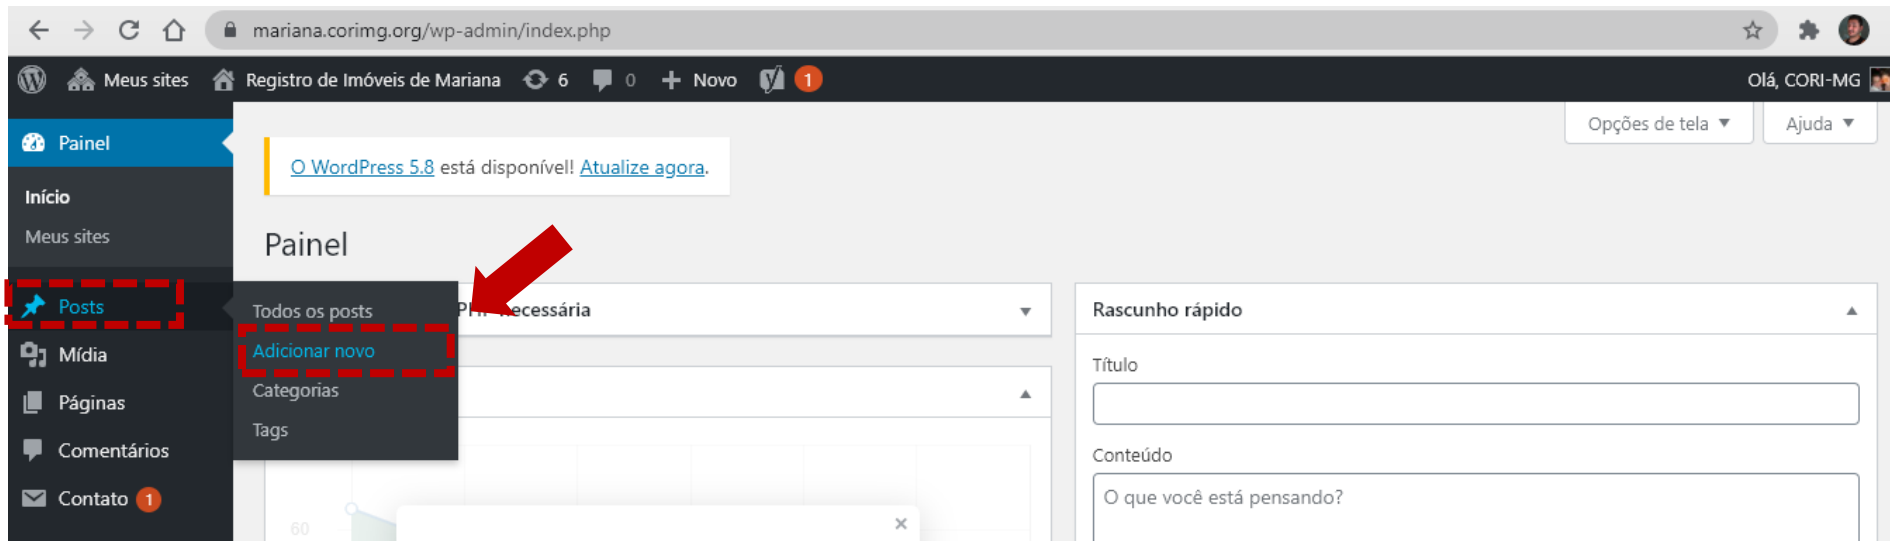 mariana.corimg.org/wp-admin/index.php
Meus sites Registro de Imóveis de Mariana 6 0 + Novo 1 Olá, CORI-MG
Opções de tela ▼ Ajuda ▼
Painel
O WordPress 5.8 está disponível! Atualize agora.
Início
Meus sites
Painel
Posts
Todos os posts
Adicionar novo
Categorias
Tags
necessária
Rascunho rápido
Mídia
Título
Páginas
Comentários
Conteúdo
Contato 1
O que você está pensando?
60
×